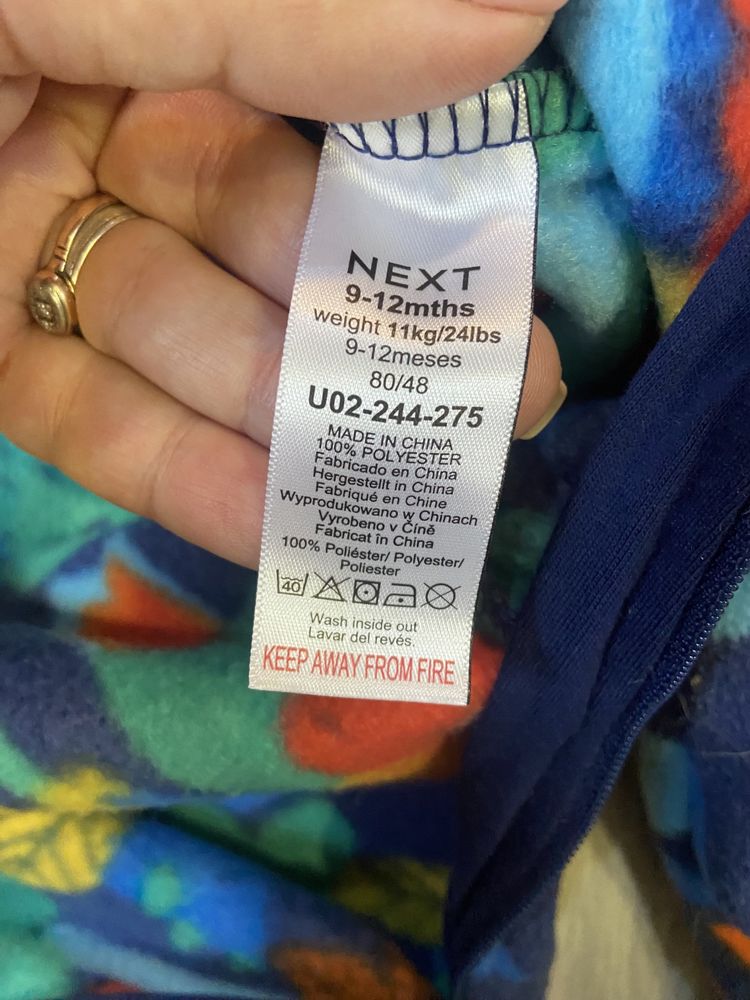 NEXT
9-12mths
weight 11kg/24lbs
9-12meses
80/48
U02-244-275
MADE IN CHINA
100% POLYESTER
Fabricado en China
Hergestellt in China
Fabriqué en Chine
Wyprodukowano w Chinach
Vyrobeno v Číně
Fabricat în China
100% Poliéster/ Polyester/
Poliester
40
Wash inside out
Lavar del revés.
KEEP AWAY FROM FIRE